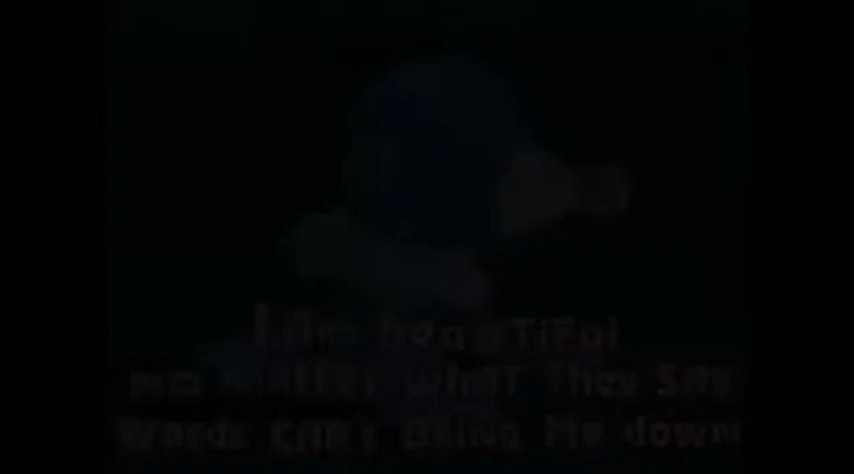 I Am beauTiFul
no matter whaT They SAY
Words CAN'T BRING Me down